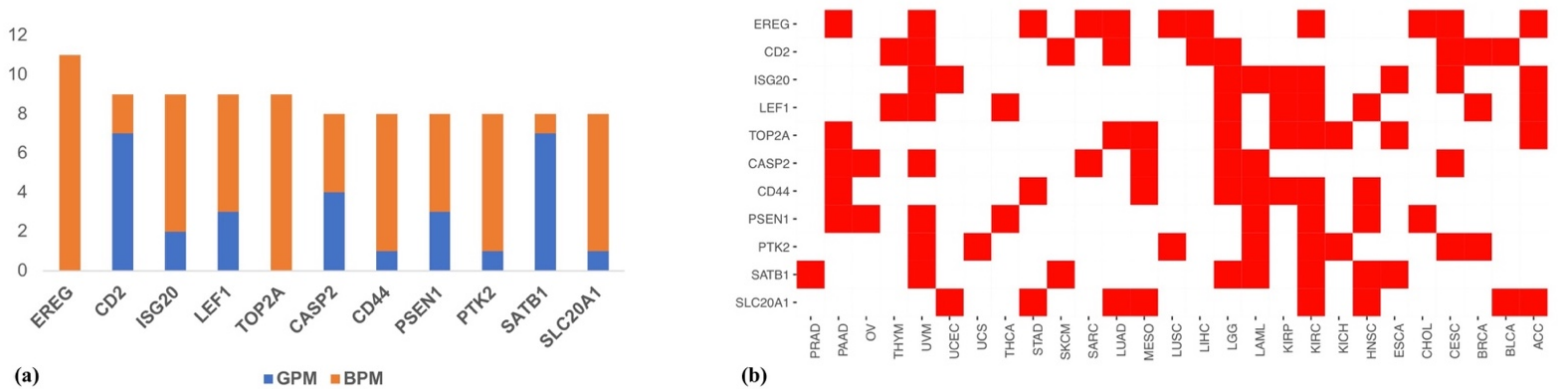 12
10
8
6
4
2
0
EREG
CD2
ISG20
LEF1
TOP2A
CASP2
CD44
PSEN1
PTK2
SATB1
SLC20A1
(a)
GPM BPM
EREG
CD2
ISG20
LEF1
TOP2A
CASP2
CD44
PSEN1
PTK2
SATB1
SLC20A1
PRAD
PAAD
OV
THYM
UVM
UCEC
UCS
THCA
STAD
SKCM
SARC
LUAD
MESO
LUSC
LIHC
LGG
LAML
KIRP
KIRC
KICH
HNSC
ESCA
CHOL
CESC
BRCA
BLCA
ACC
(b)